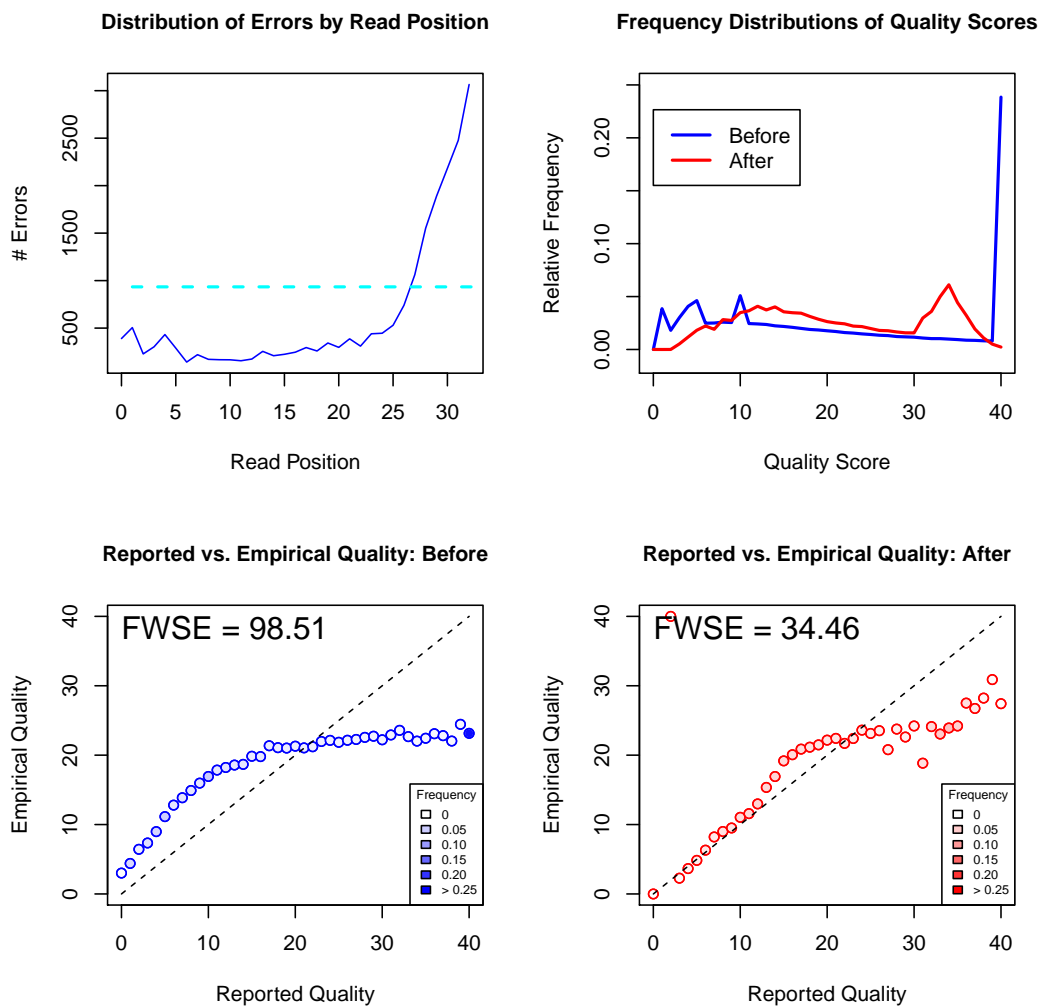 Distribution of Errors by Read Position
# Errors
500
1500
2500
0 5 10 15 20 25 30
Read Position
Frequency Distributions of Quality Scores
Relative Frequency
0.00
0.10
0.20
Before
After
0 10 20 30 40
Quality Score
Reported vs. Empirical Quality: Before
FWSE = 98.51
Empirical Quality
0
10
20
30
40
Frequency
0
0.05
0.10
0.15
0.20
> 0.25
0 10 20 30 40
Reported Quality
Reported vs. Empirical Quality: After
FWSE = 34.46
Empirical Quality
0
10
20
30
40
Frequency
0
0.05
0.10
0.15
0.20
> 0.25
0 10 20 30 40
Reported Quality